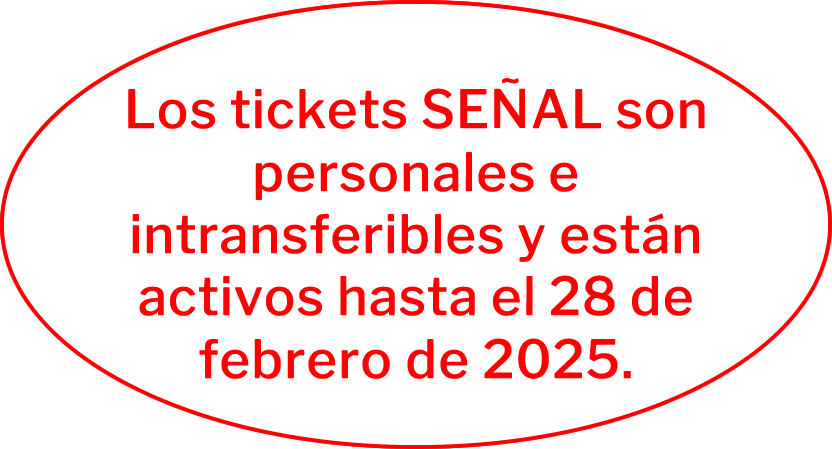 Los tickets SEÑAL son
personales e
intransferibles y están
activos hasta el 28 de
febrero de 2025.